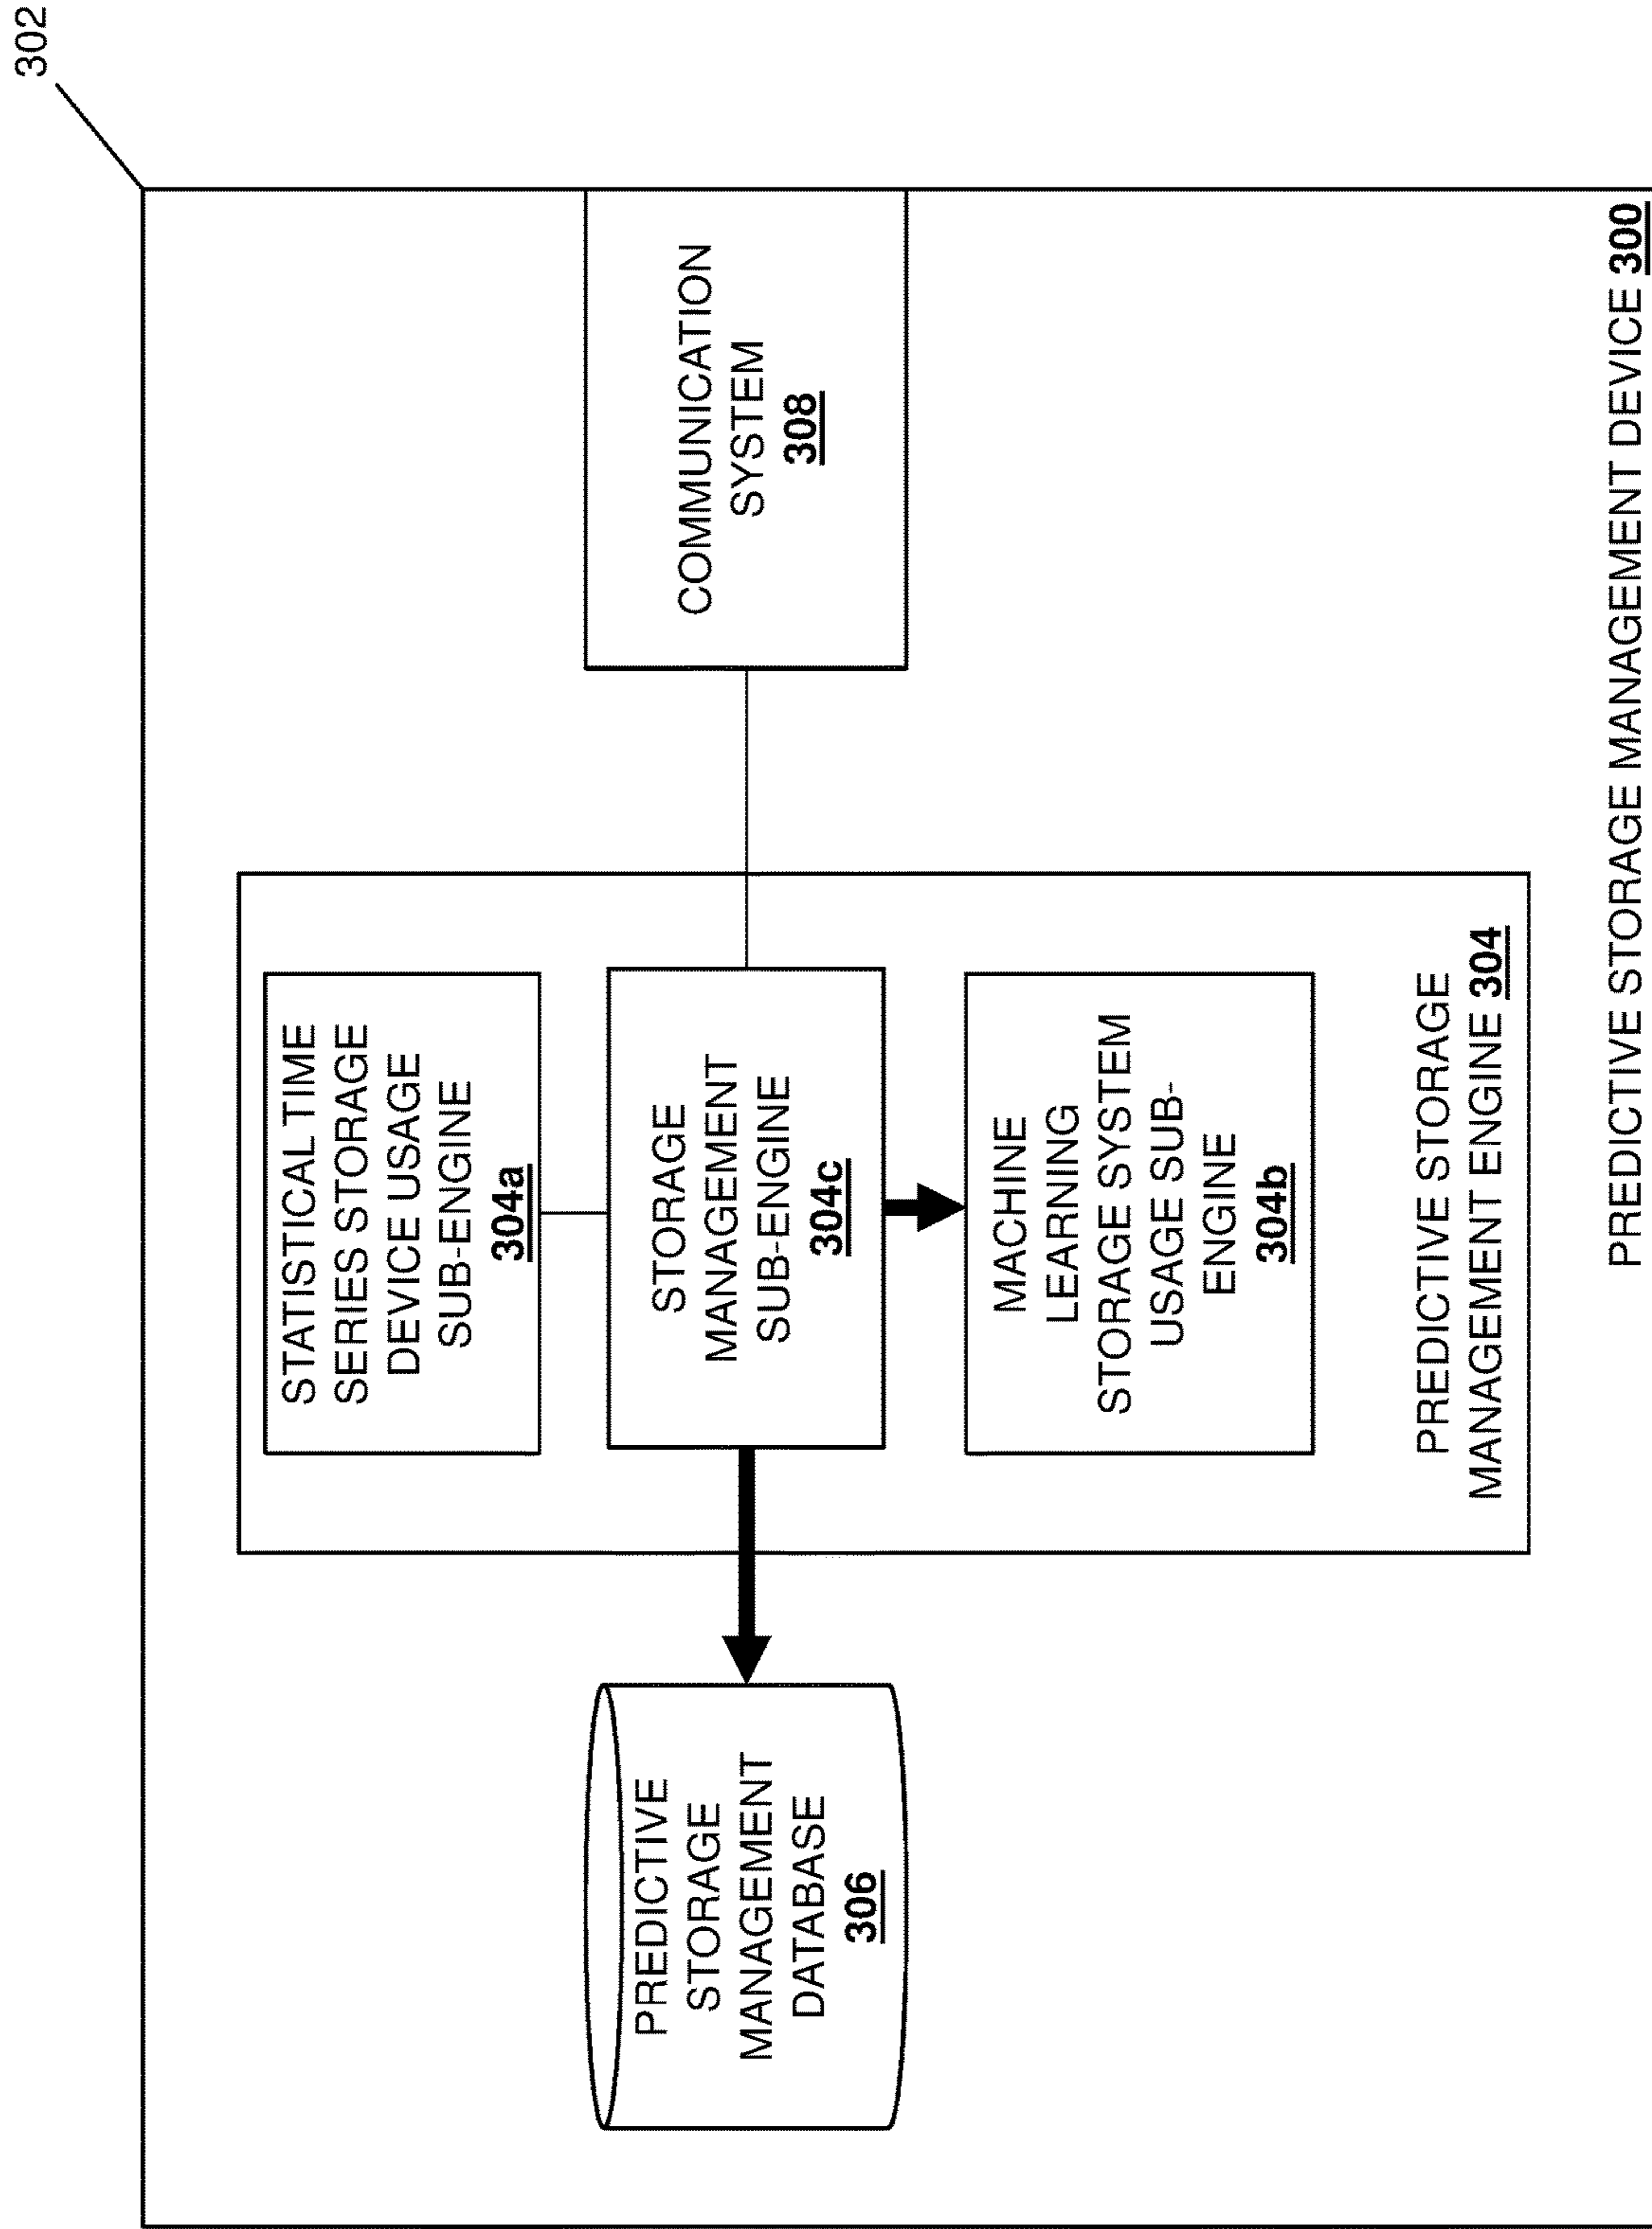 302
COMMUNICATION
SYSTEM
308
STATISTICAL TIME
SERIES STORAGE
DEVICE USAGE
SUB-ENGINE
304a
STORAGE
MANAGEMENT
SUB-ENGINE
304c
MACHINE
LEARNING
STORAGE SYSTEM
USAGE SUB-
ENGINE
304b
PREDICTIVE STORAGE
MANAGEMENT ENGINE 304
PREDICTIVE
STORAGE
MANAGEMENT
DATABASE
306
PREDICTIVE STORAGE MANAGEMENT DEVICE 300